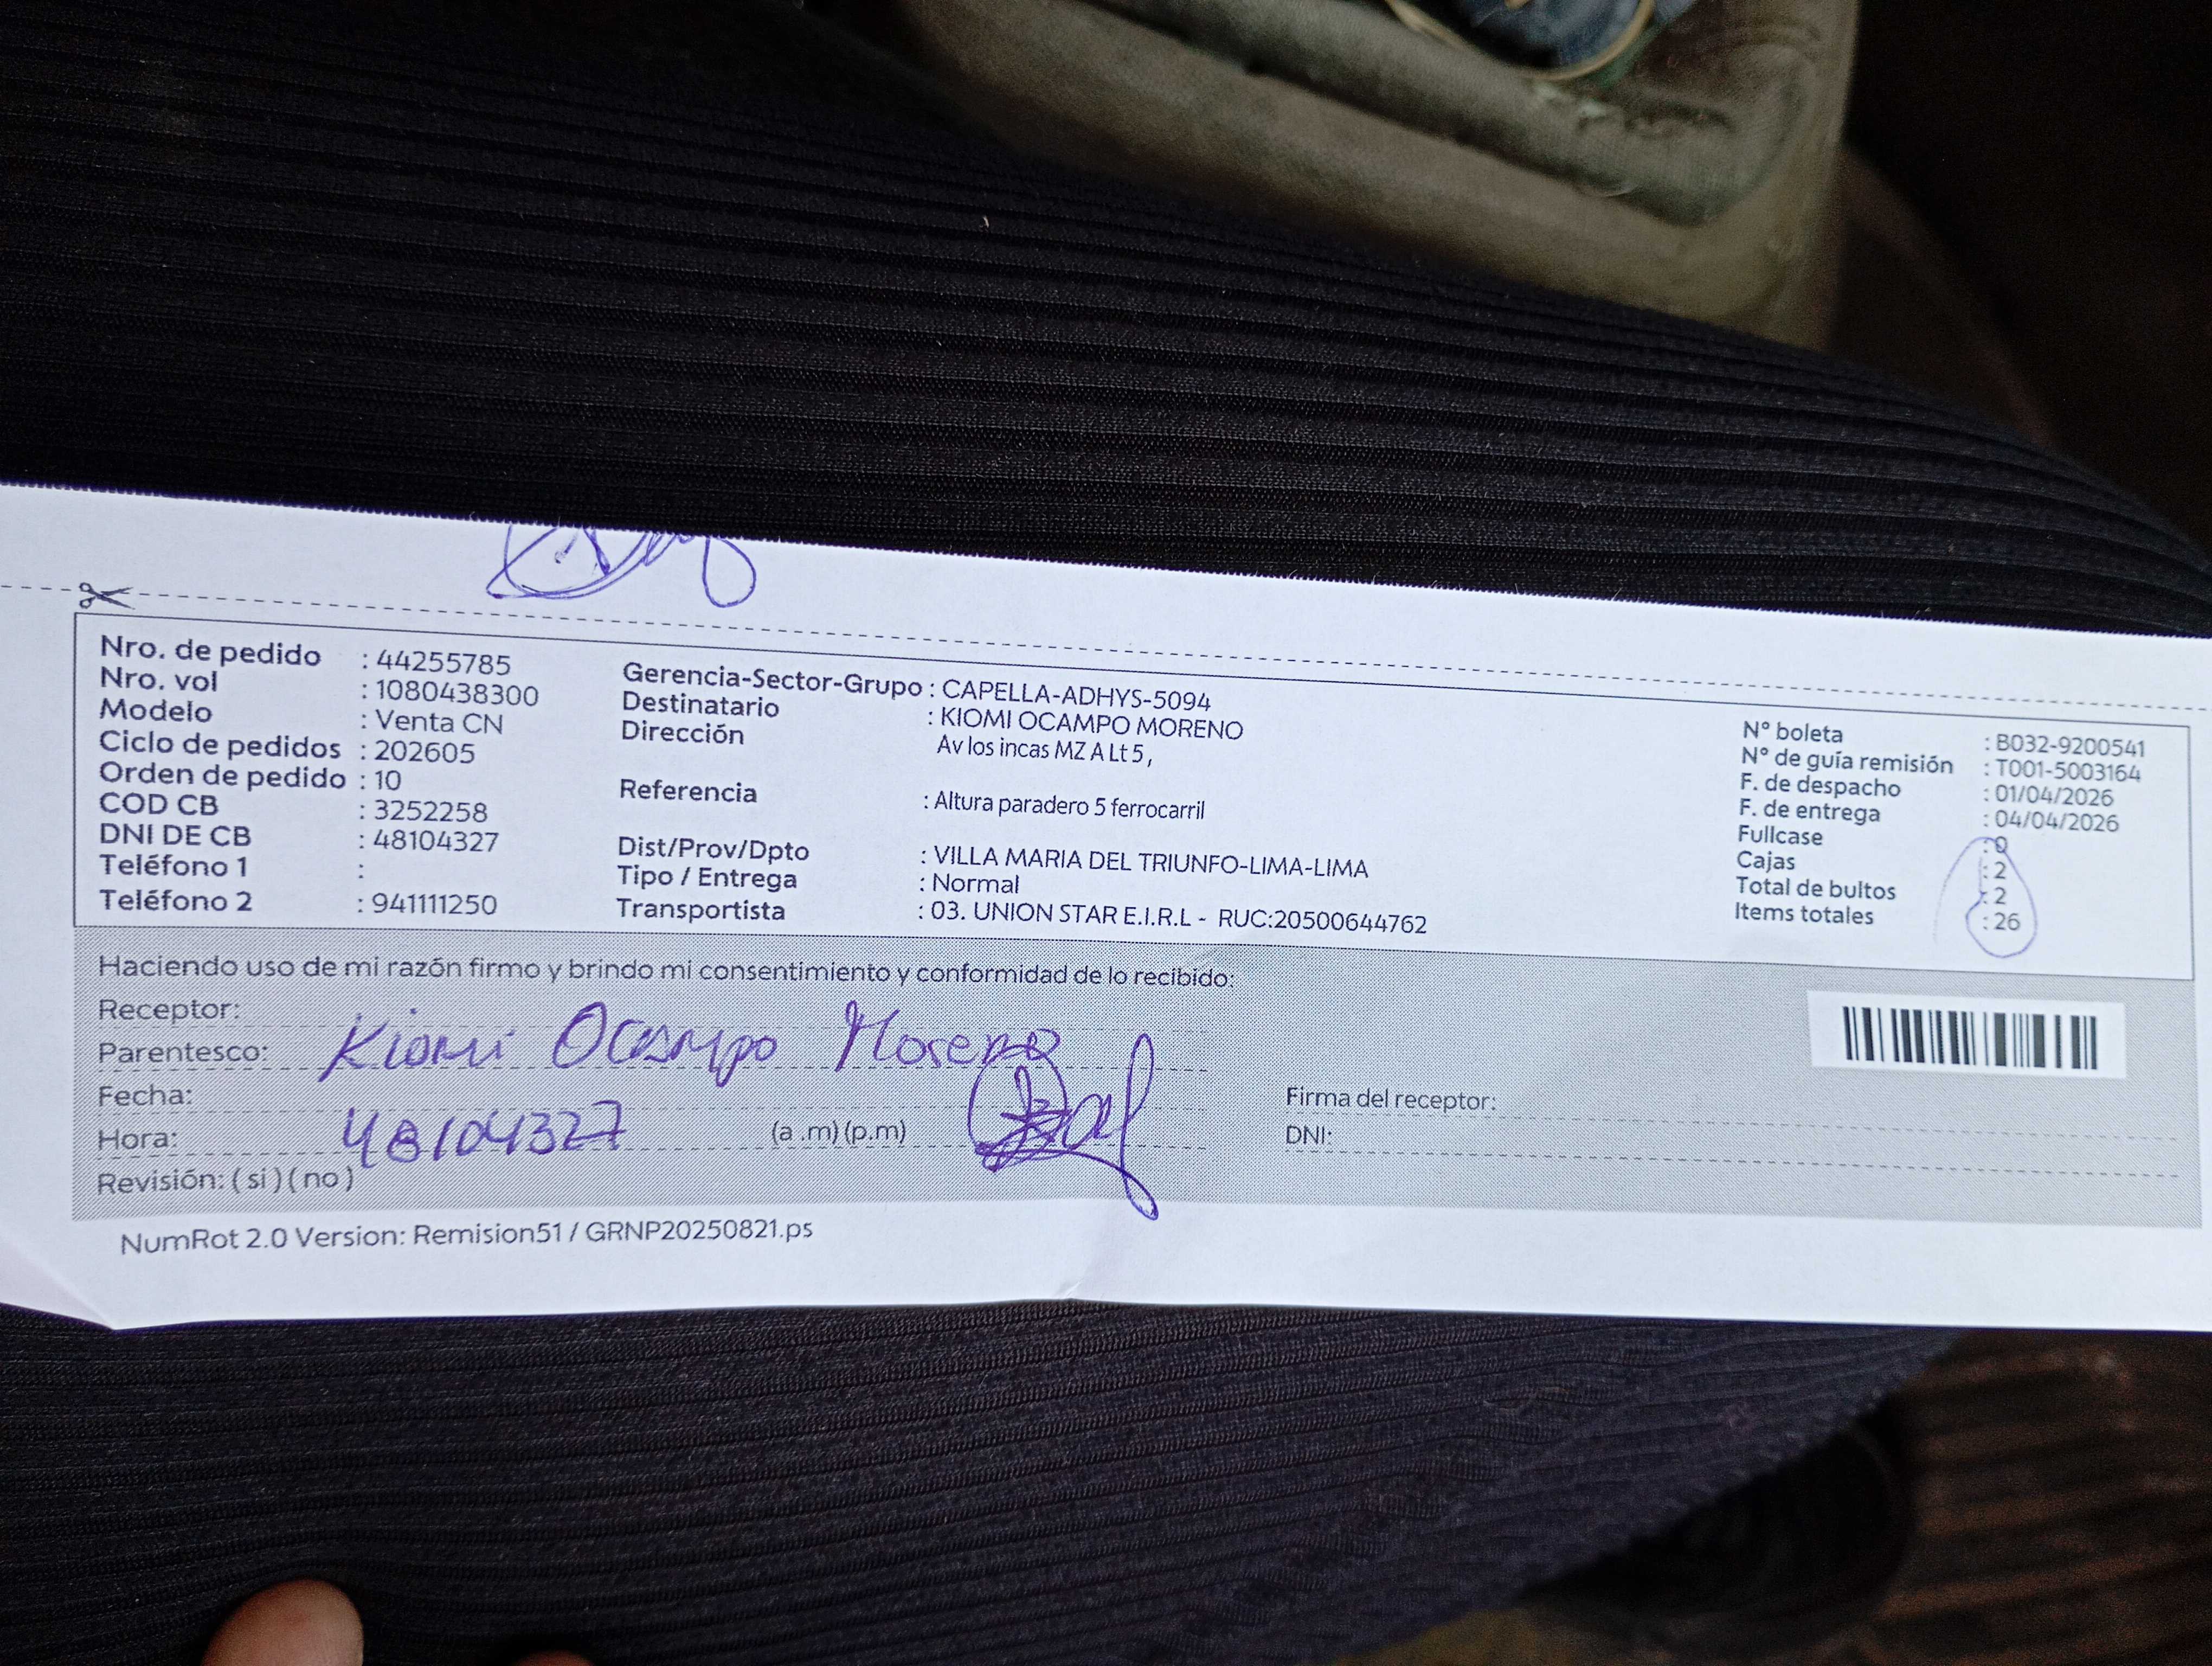 Nro. de pedido : 44255785
Nro. vol : 1080438300
Modelo : Venta CN
Ciclo de pedidos : 202605
Orden de pedido : 10
COD CB : 3252258
DNI DE CB : 48104327
Teléfono 1 :
Teléfono 2 : 941111250
Gerencia-Sector-Grupo : CAPELLA-ADHYS-5094
Destinatario : KIOMI OCAMPO MORENO
Dirección Av los incas MZ A Lt 5 ,
Referencia : Altura paradero 5 ferrocarril
Dist/Prov/Dpto : VILLA MARIA DEL TRIUNFO-LIMA-LIMA
Tipo / Entrega : Normal
Transportista : 03. UNION STAR E.I.R.L - RUC:20500644762
N° boleta : B032-9200541
N° de guía remisión : T001-5003164
F. de despacho : 01/04/2026
F. de entrega : 04/04/2026
Fullcase : 0
Cajas : 2
Total de bultos : 2
Items totales : 26
Haciendo uso de mi razón firmo y brindo mi consentimiento y conformidad de lo recibido:
Receptor:
Parentesco: Kiomi Ocampo Moreno
Fecha:
Hora: 48104327 (a .m) (p.m)
Revisión: ( si ) ( no )
Firma del receptor:
DNI:
NumRot 2.0 Version: Remision51 / GRNP20250821.ps